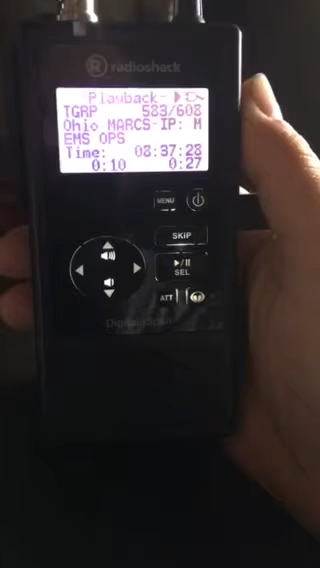 R radioshack
Playback-
TGRP 583/608
Ohio MARCS-IP: M
EMS OPS
Time: 08:37:28
0:10 0:27
MENU
SKIP
SEL
ATT